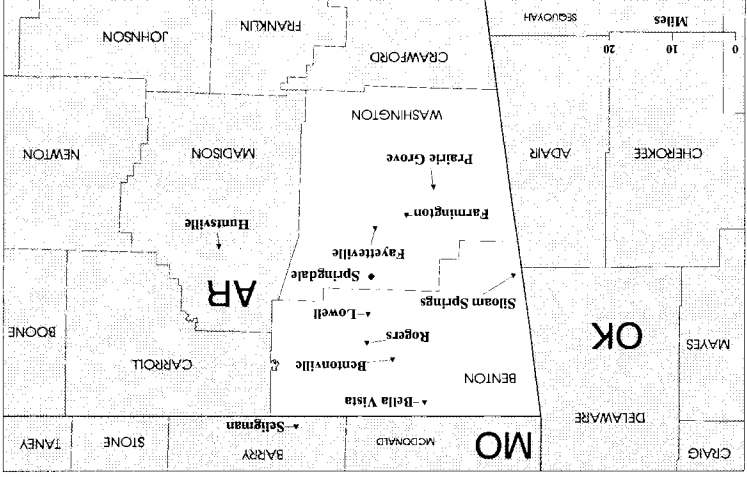 CRAIG
MO
MCDONALD
BARRY
STONE
TANEY
Seligman
DELAWARE
BENTON
Bella Vista
MAYES
OK
Bentonville
CARROLL
BOONE
Rogers
Lowell
Siloam Springs
AR
Springdale
Fayetteville
Huntsville
Farmington
Prairie Grove
CHEROKEE
ADAIR
MADISON
NEWTON
WASHINGTON
CRAWFORD
FRANKLIN
JOHNSON
0 10 20
Miles
SEQUOYAH